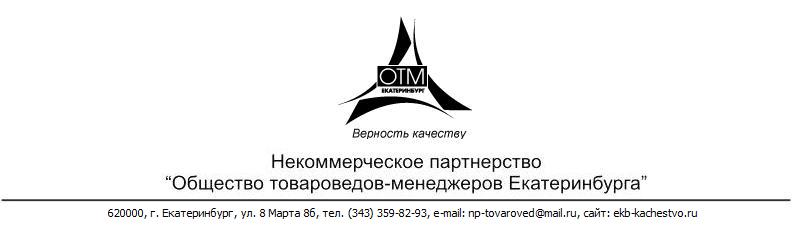 ОТМ
ЕКАТЕРИНБУРГ
Верность качеству
Некоммерческое партнерство
“Общество товароведов-менеджеров Екатеринбурга”
620000, г. Екатеринбург, ул. 8 Марта 8б, тел. (343) 359-82-93, e-mail: np-tovaroved@mail.ru, сайт: ekb-kachestvo.ru